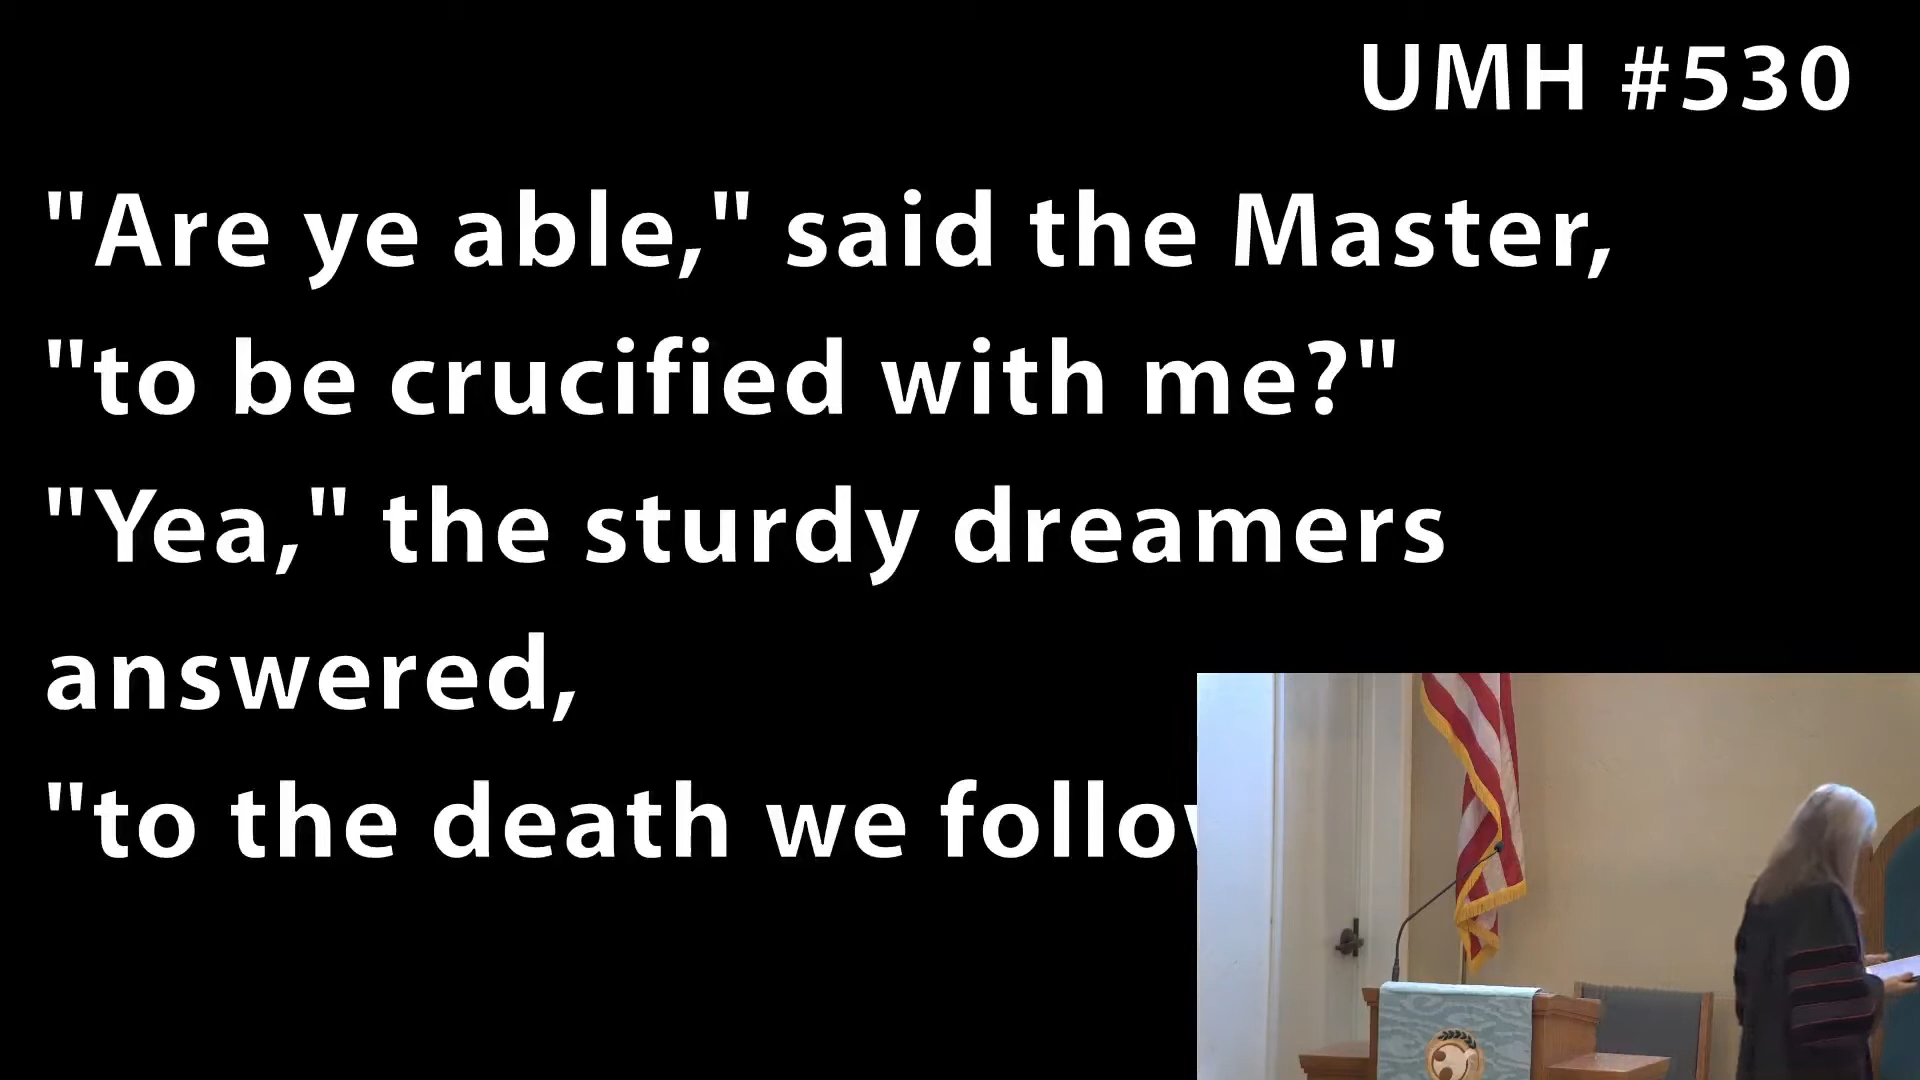 UMH #530
"Are ye able," said the Master,
"to be crucified with me?"
"Yea," the sturdy dreamers
answered,
"to the death we